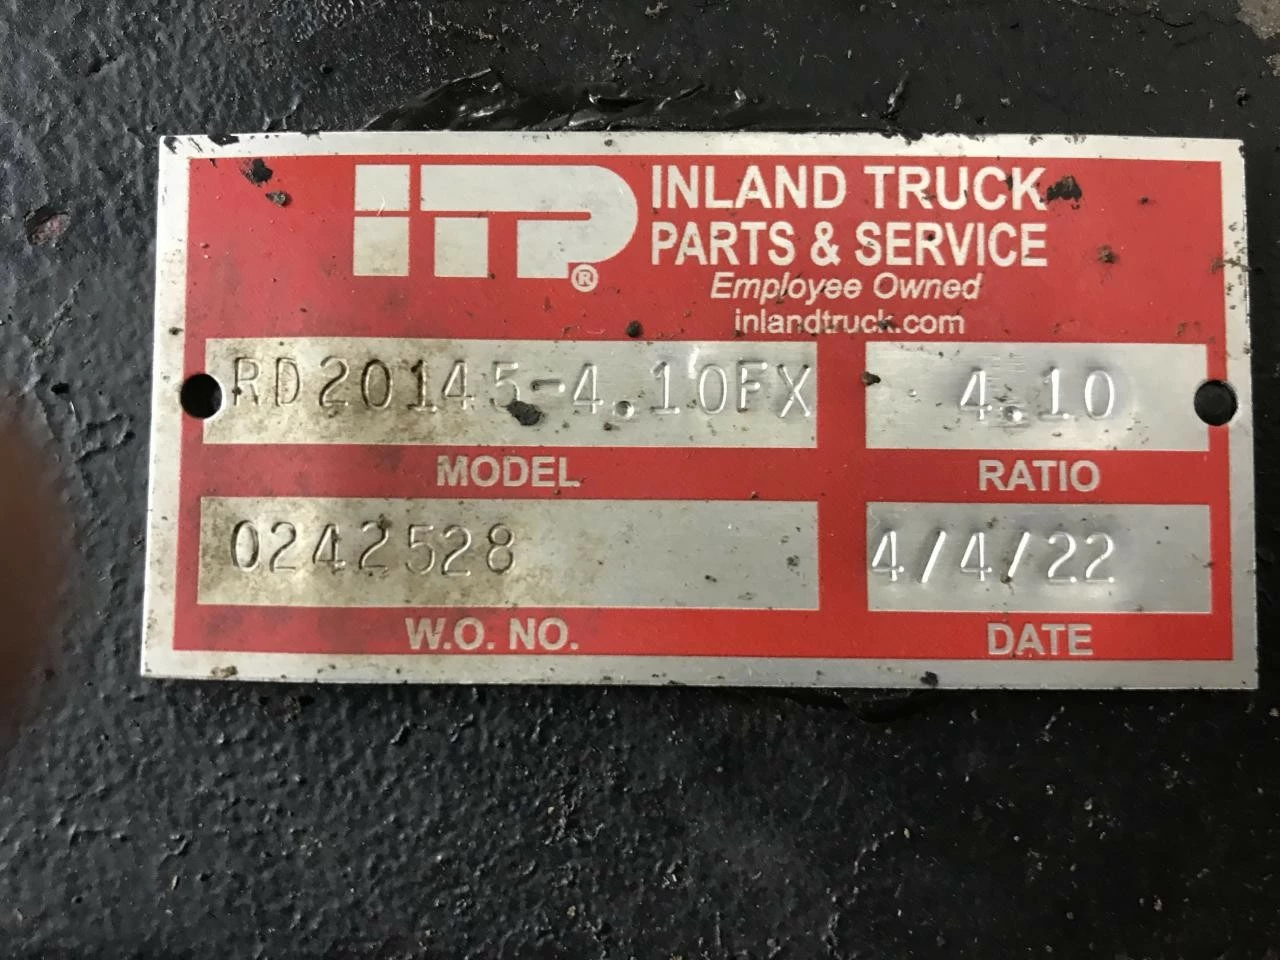 ITP®
INLAND TRUCK
PARTS & SERVICE
Employee Owned
inlandtruck.com
RD20145-4.10FX 4.10
MODEL RATIO
0242528 4/4/22
W.O. NO. DATE